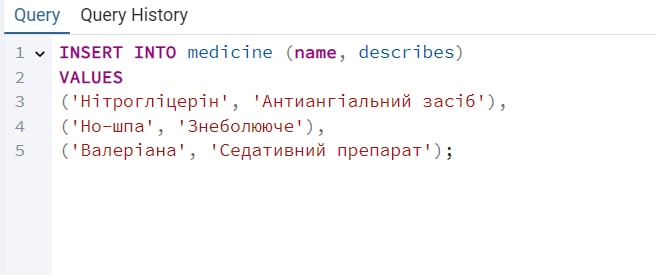 Query Query History
1 INSERT INTO medicine (name, describes)
2 VALUES
3 ('Нітрогліцерін', 'Антиангіальний засіб'),
4 ('Но-шпа', 'Знеболююче'),
5 ('Валеріана', 'Седативний препарат');